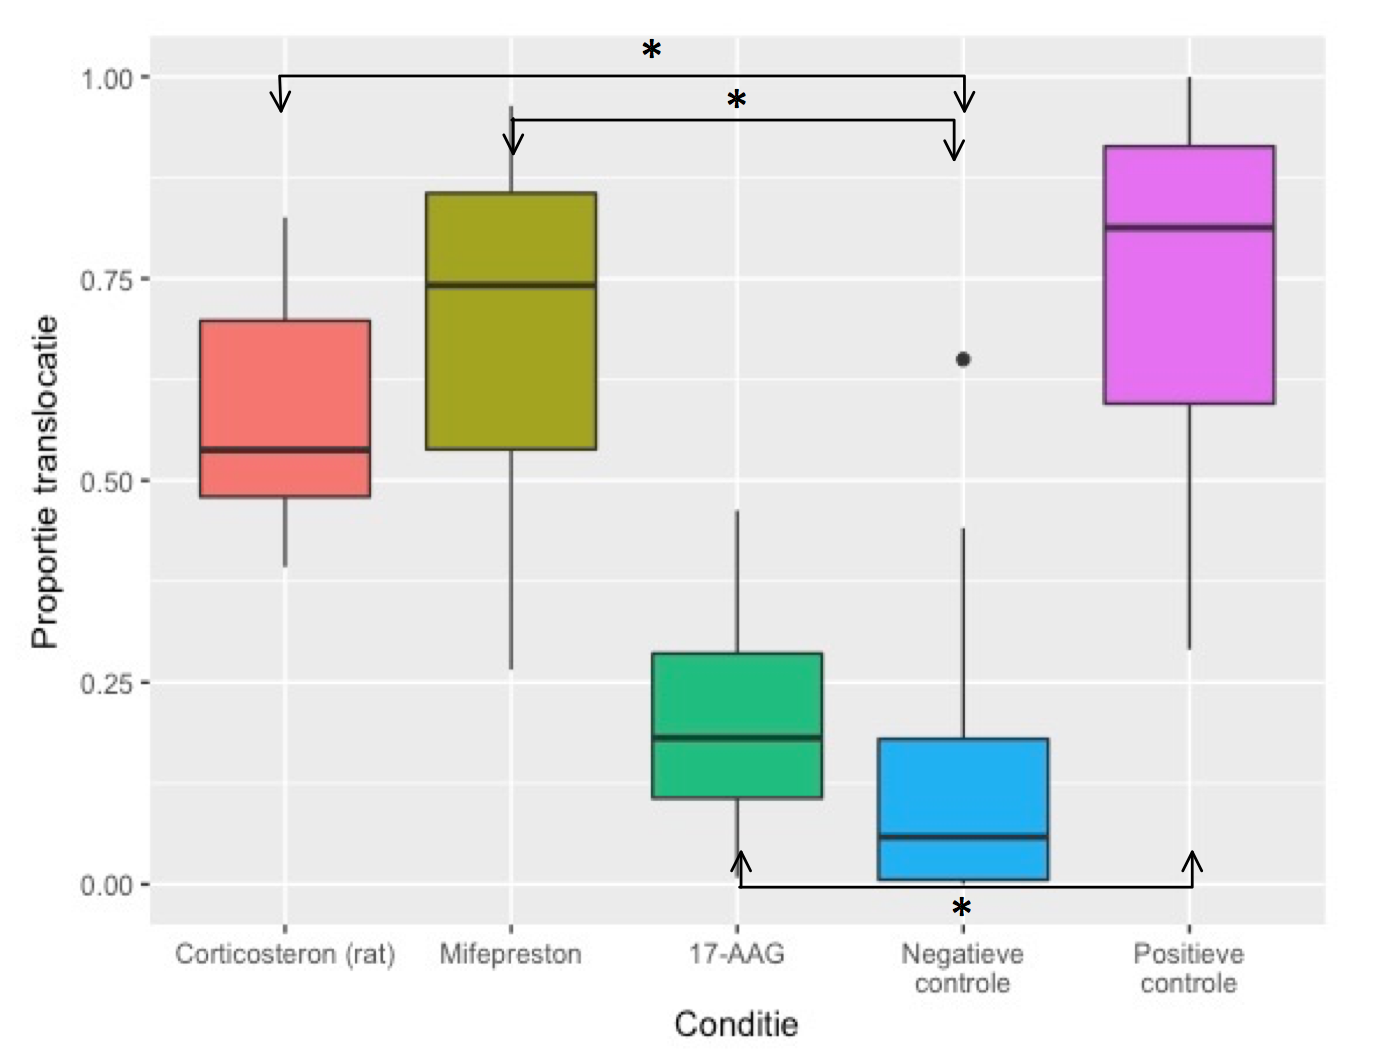 *
*
1.00
0.75
0.50
0.25
0.00
*
Proportie translocatie
Corticosteron (rat)
Mifepreston
17-AAG
Negatieve
controle
Positieve
controle
Conditie